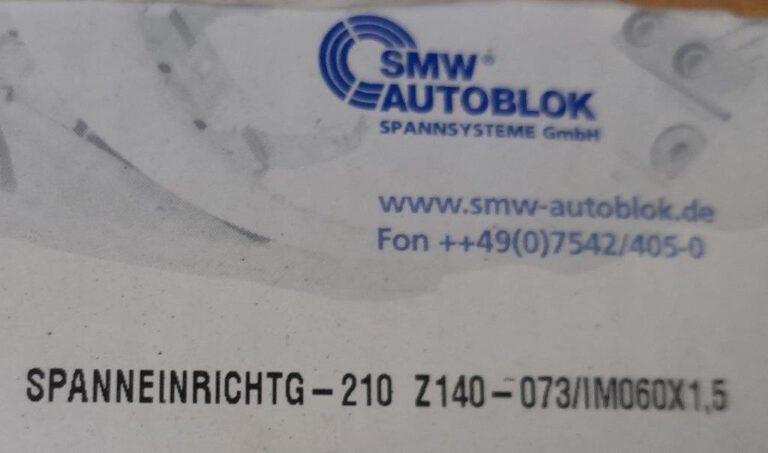 SMW®
AUTOBLOK
SPANNSYSTEME GmbH
www.smw-autoblok.de
Fon ++49(0)7542/405-0
SPANNEINRICHTG-210 Z140-073/IM060X1,5